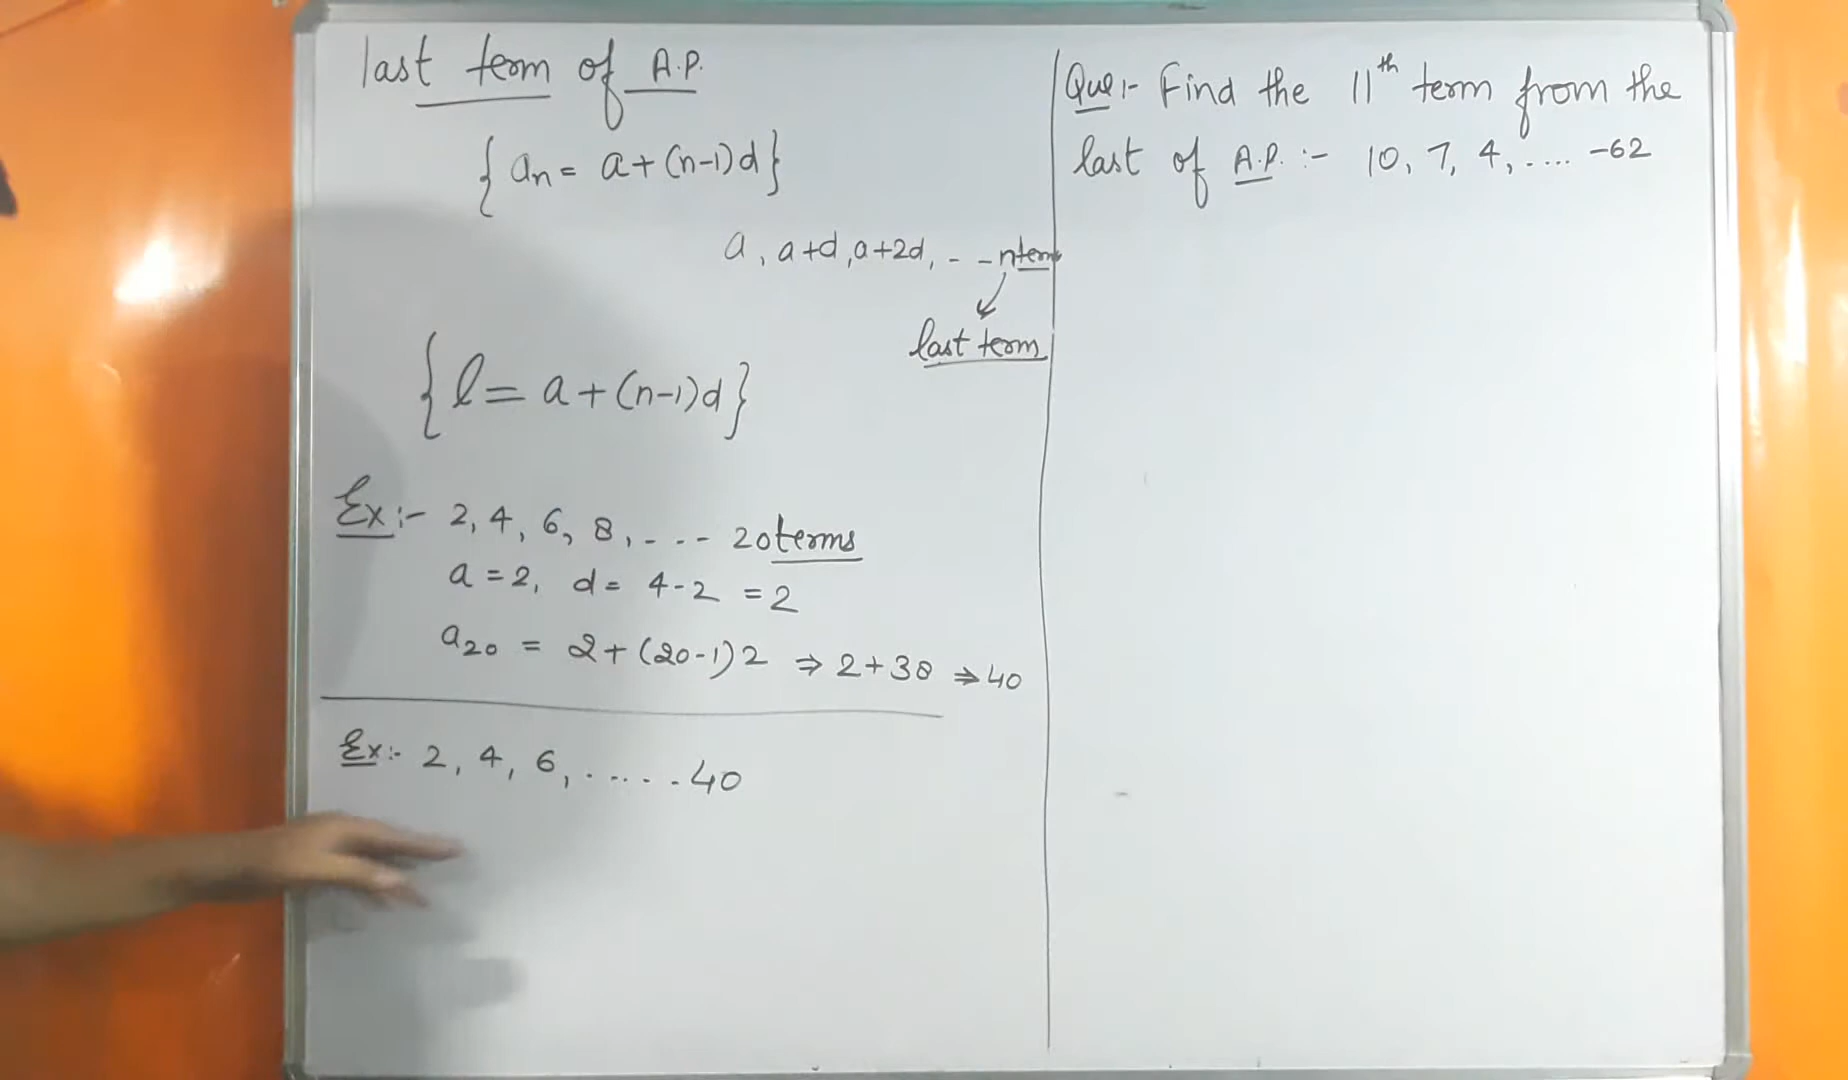 last term of A.P.
{ an = a + (n-1)d }
a, a+d, a+2d, - - nterm
last term
{ l = a + (n-1)d }
Ex:- 2, 4, 6, 8, - - - 20terms
a = 2, d = 4-2 = 2
a20 = 2+(20-1)2 ⇒ 2+38 ⇒ 40
Ex:- 2, 4, 6, ...... 40
Que:- Find the 11th term from the
last of A.P. :- 10, 7, 4, .... -62